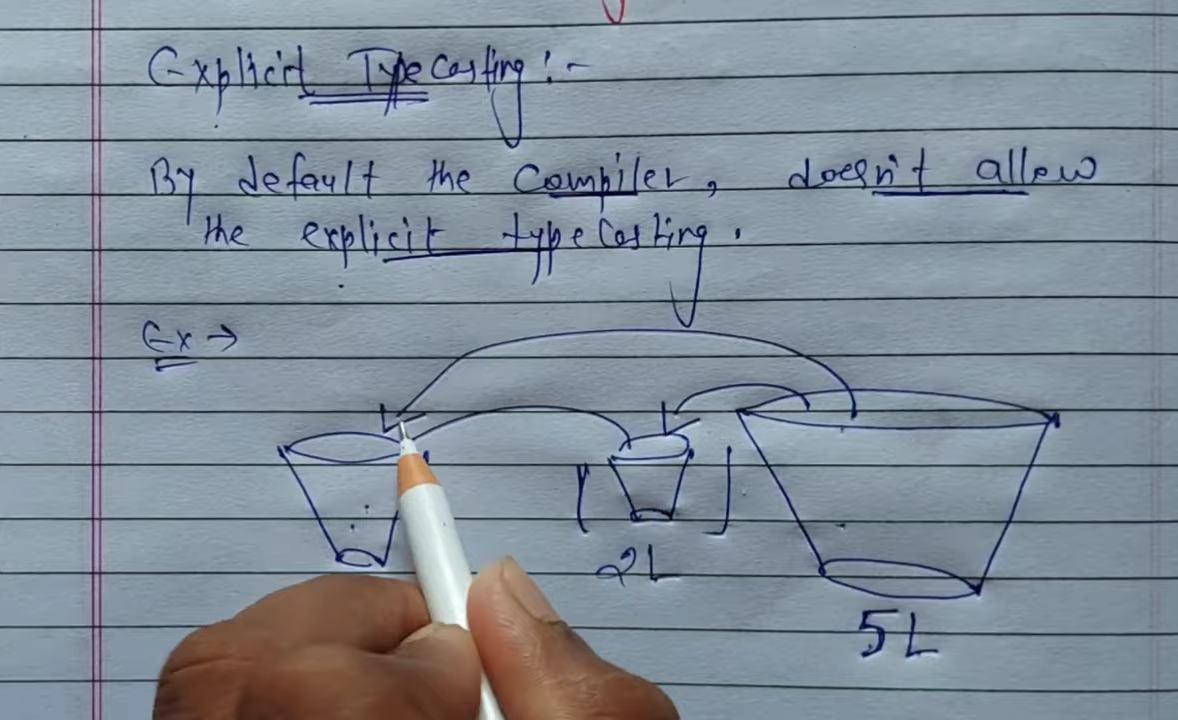 Explicit Typecasting :-
By default the Compiler, doesn't allow
the explicit typecasting.
Ex →
2L
5L